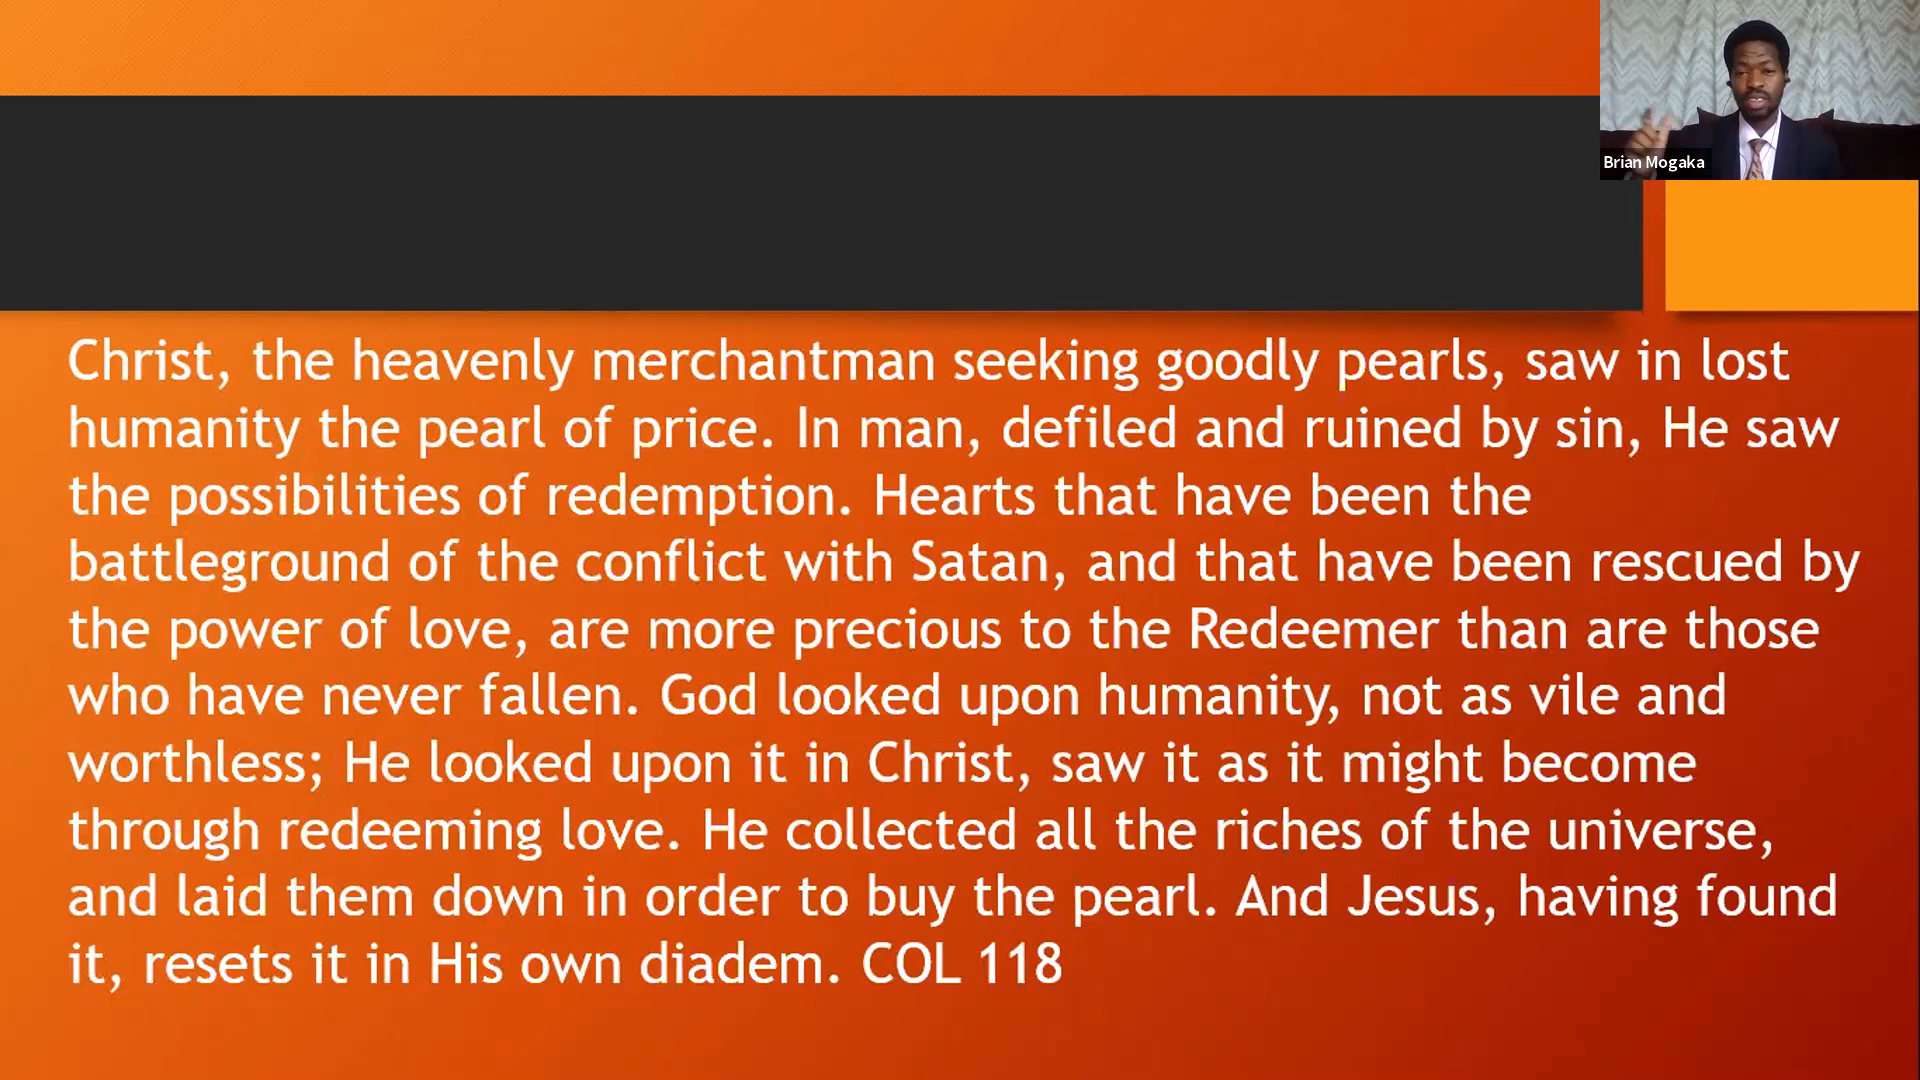 Brian Mogaka
Christ, the heavenly merchantman seeking goodly pearls, saw in lost
humanity the pearl of price. In man, defiled and ruined by sin, He saw
the possibilities of redemption. Hearts that have been the
battleground of the conflict with Satan, and that have been rescued by
the power of love, are more precious to the Redeemer than are those
who have never fallen. God looked upon humanity, not as vile and
worthless; He looked upon it in Christ, saw it as it might become
through redeeming love. He collected all the riches of the universe,
and laid them down in order to buy the pearl. And Jesus, having found
it, resets it in His own diadem. COL 118